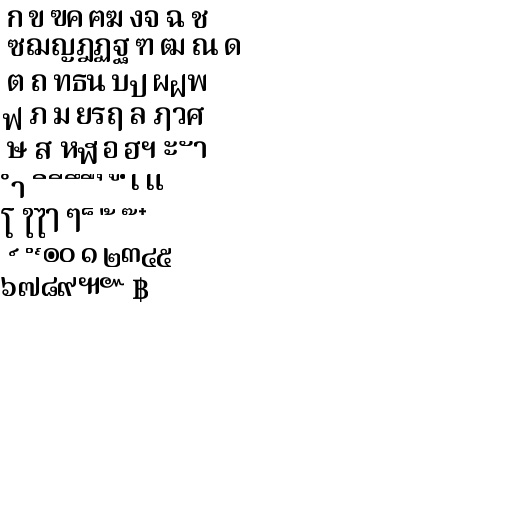 ก ข ฃค ฅฆ งจ ฉ ช
ซฌญฎฏฐ ฑ ฒ ณ ด
ต ถ ทธน บป ผฝพ
ฟ ภ ม ยรฤ ล ฦวศ
ษ ส หฬ อ ฮฯ ะ ั า
ำ ิ ี ึ ื ุ ู ฺ เ แ
โ ใไๅ ๆ ็ ่ ้ ๊ ๋
์ ํ ๎ ๏๐ ๑ ๒๓๔๕
๖๗๘๙๚๛ ฿